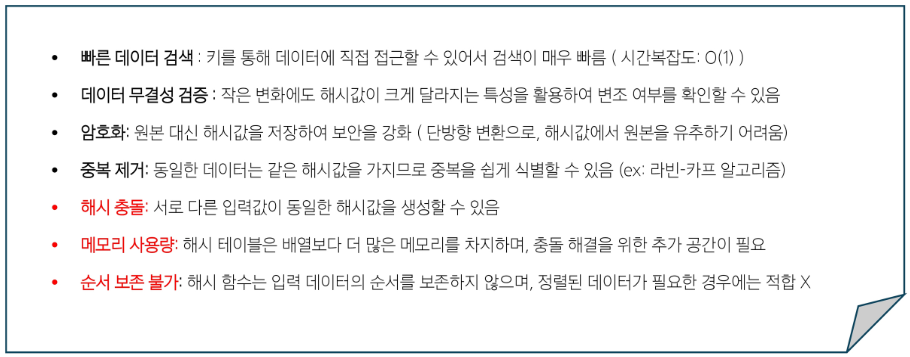 • 빠른 데이터 검색 : 키를 통해 데이터에 직접 접근할 수 있어서 검색이 매우 빠름 ( 시간복잡도: O(1) )
• 데이터 무결성 검증 : 작은 변화에도 해시값이 크게 달라지는 특성을 활용하여 변조 여부를 확인할 수 있음
• 암호화: 원본 대신 해시값을 저장하여 보안을 강화 ( 단방향 변환으로, 해시값에서 원본을 유추하기 어려움)
• 중복 제거: 동일한 데이터는 같은 해시값을 가지므로 중복을 쉽게 식별할 수 있음 (ex: 라빈-카프 알고리즘)
• 해시 충돌: 서로 다른 입력값이 동일한 해시값을 생성할 수 있음
• 메모리 사용량: 해시 테이블은 배열보다 더 많은 메모리를 차지하며, 충돌 해결을 위한 추가 공간이 필요
• 순서 보존 불가: 해시 함수는 입력 데이터의 순서를 보존하지 않으며, 정렬된 데이터가 필요한 경우에는 적합 X